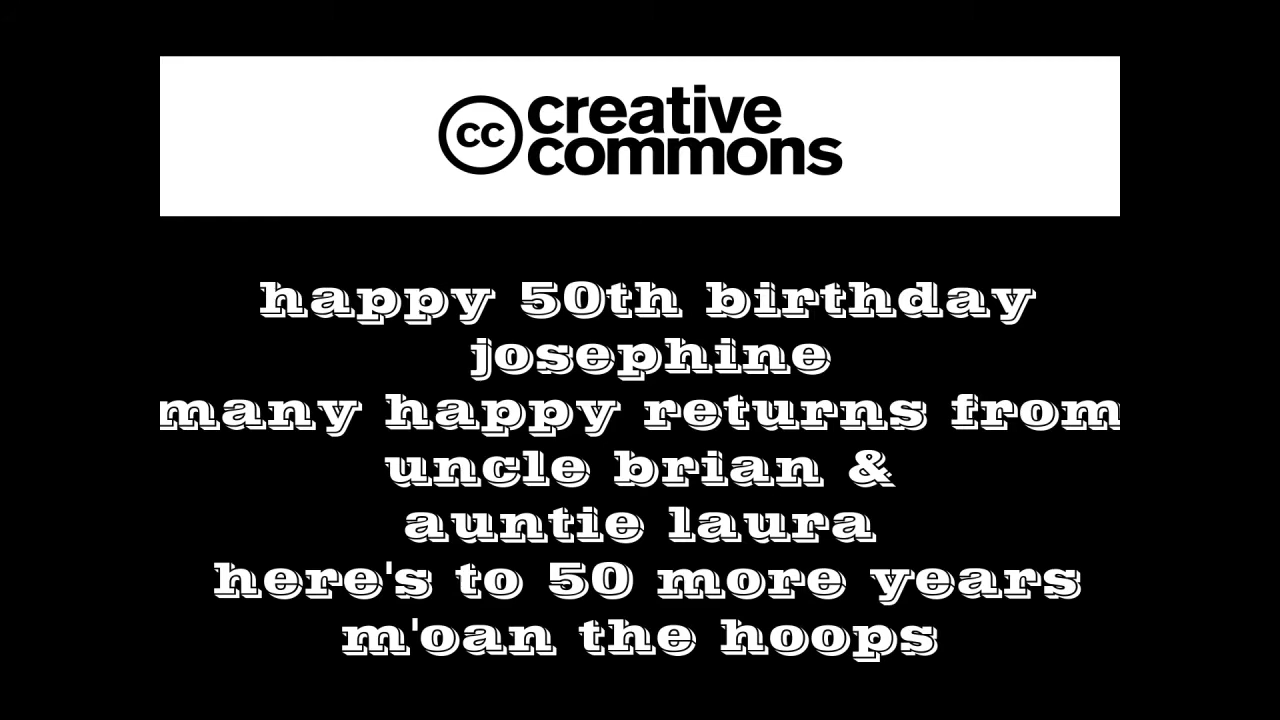 cc creative
commons
happy 50th birthday
josephine
many happy returns from
uncle brian &
auntie laura
here's to 50 more years
m'oan the hoops